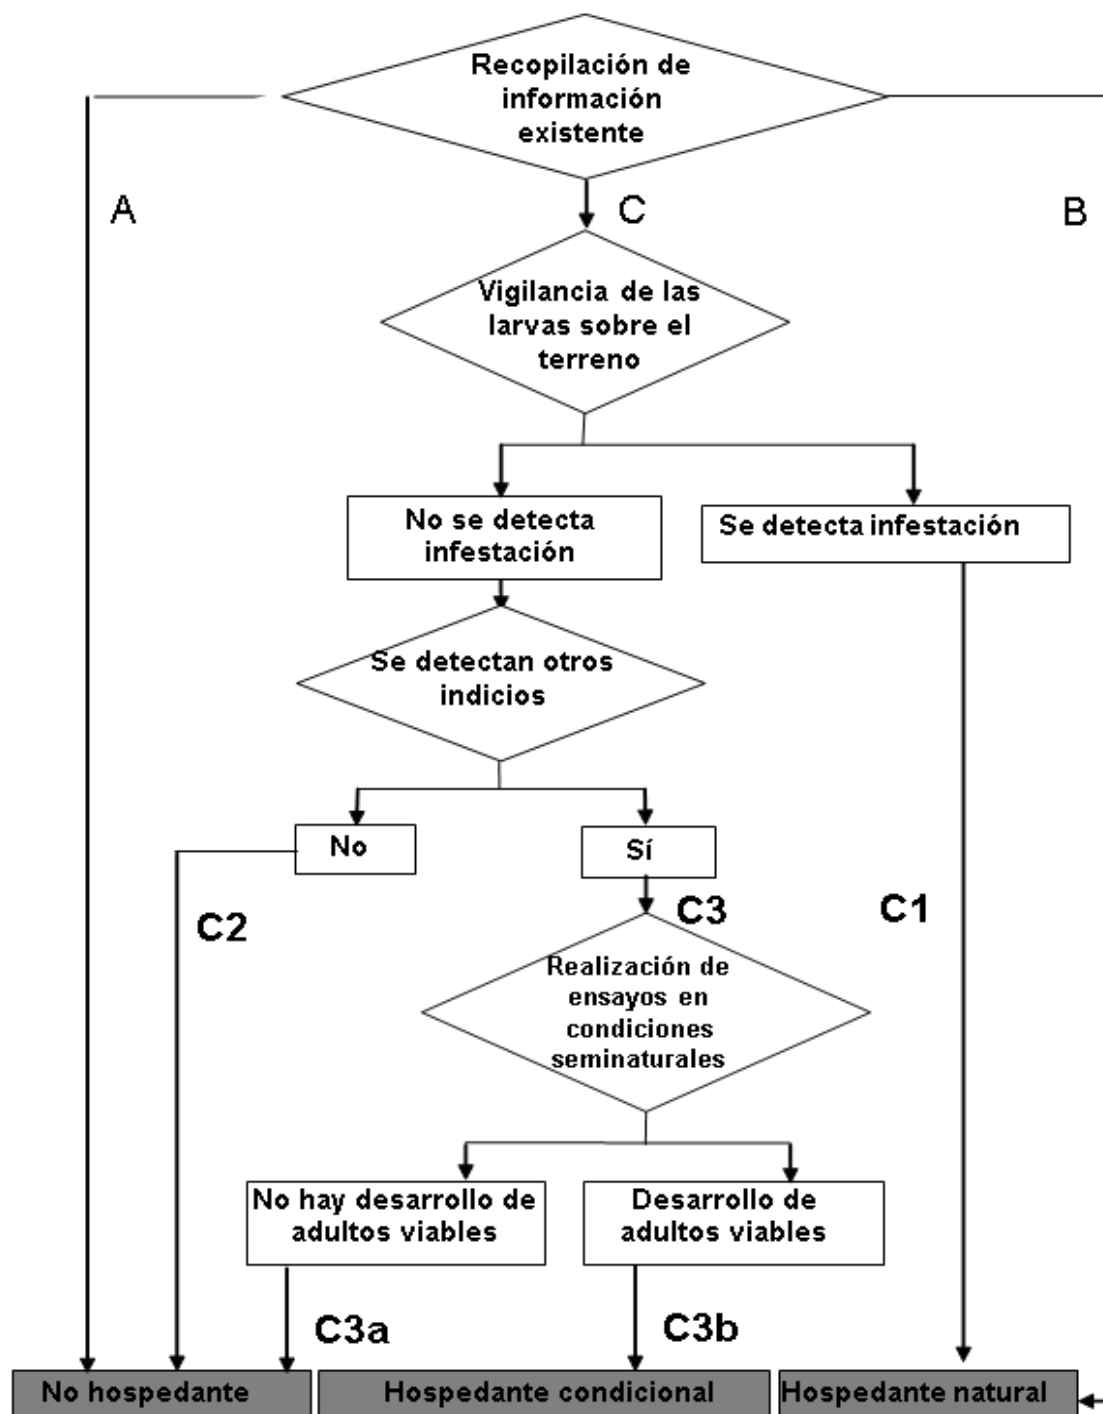 Recopilación de
información
existente
A
C
B
Vigilancia de las
larvas sobre el
terreno
No se detecta
infestación
Se detecta infestación
Se detectan otros
indicios
No
Sí
C2
C3
C1
Realización de
ensayos en
condiciones
seminaturales
No hay desarrollo de
adultos viables
Desarrollo de
adultos viables
C3a
C3b
No hospedante
Hospedante condicional
Hospedante natural